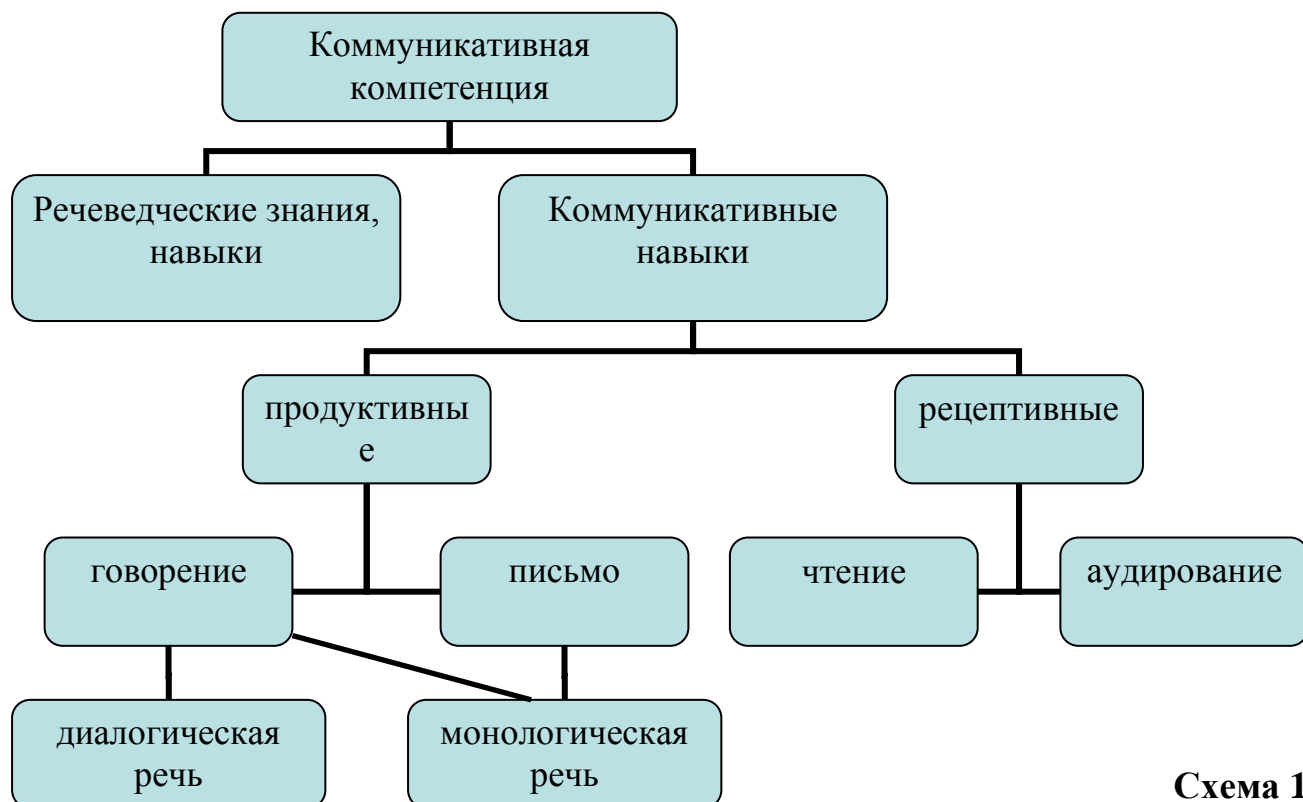 Коммуникативная
компетенция
Речеведческие знания,
навыки
Коммуникативные
навыки
продуктивны
е
рецептивные
говорение
письмо
чтение
аудирование
диалогическая
речь
монологическая
речь
Схема 1